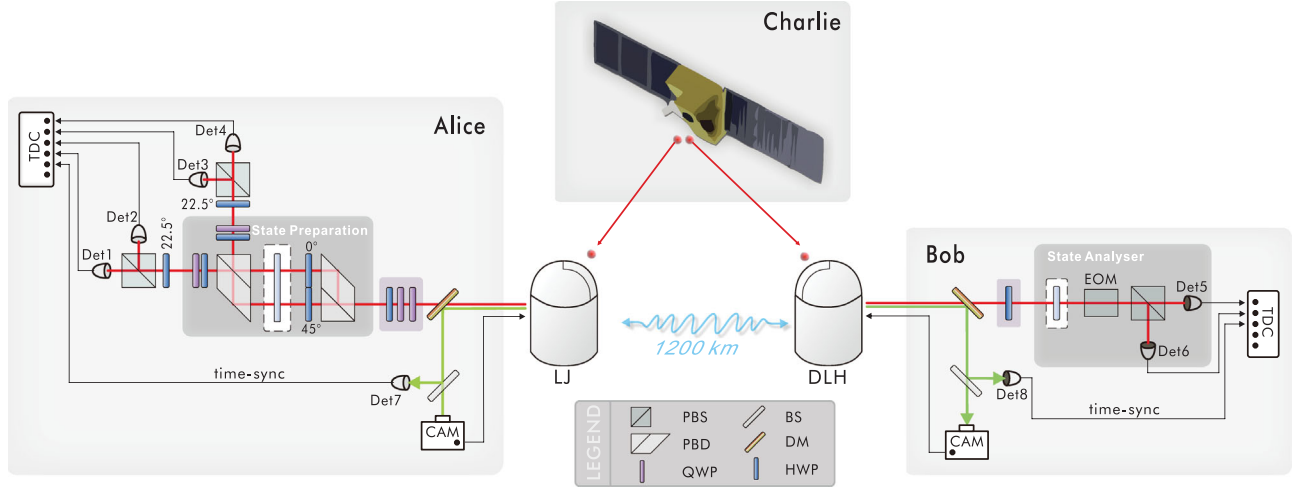 Charlie
Alice
TDC
Det4
Det3
22.5°
State Preparation
Det2
22.5°
Det1
0°
45°
time-sync
Det7
CAM
LJ
1200 km
DLH
Bob
State Analyser
EOM
Det5
TDC
Det6
Det8
time-sync
CAM
LEGEND
PBS
BS
PBD
DM
QWP
HWP